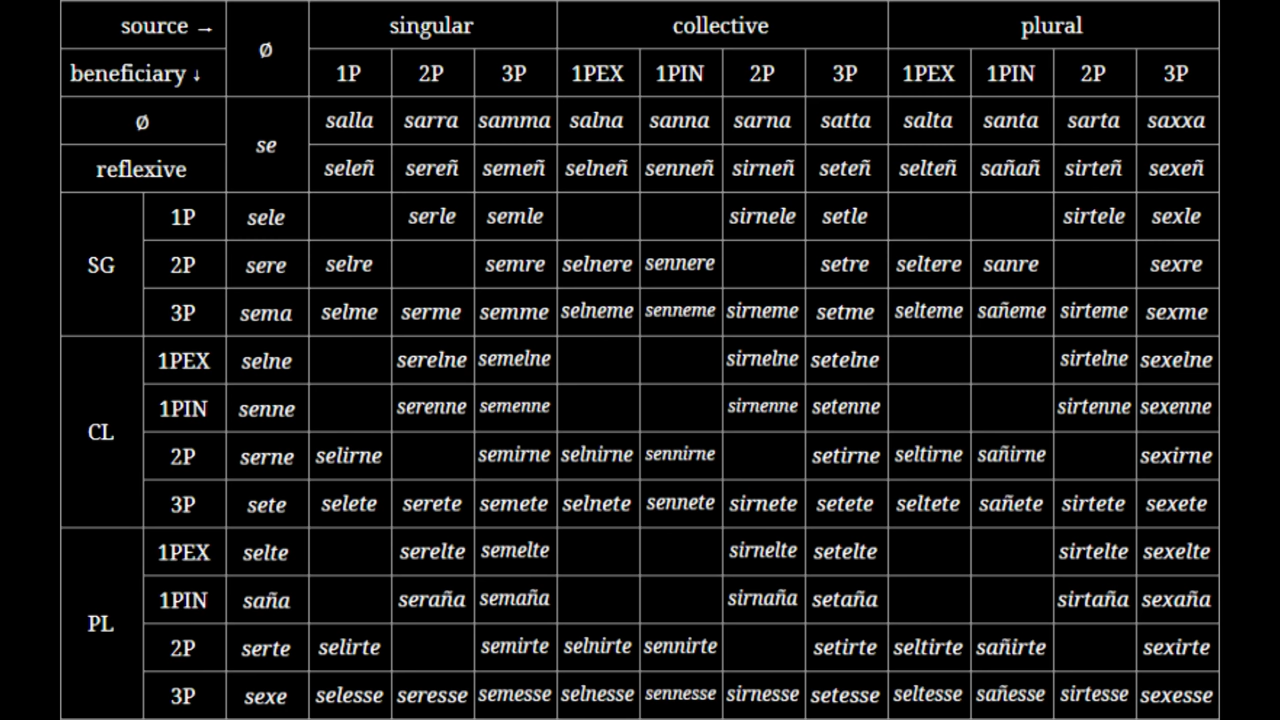 source → ∅ singular collective plural
beneficiary ↓ 1P 2P 3P 1PEX 1PIN 2P 3P 1PEX 1PIN 2P 3P
∅ se salla sarra samma salna sanna sarna satta salta santa sarta saxxa
reflexive seleñ sereñ semeñ selneñ senneñ sirneñ seteñ selteñ sañañ sirteñ sexeñ
SG 1P sele serle semle sirnele setle sirtele sexle
2P sere selre semre selnere sennere setre seltere sanre sexre
3P sema selme serme semme selneme senneme sirneme setme selteme sañeme sirteme sexme
CL 1PEX selne serelne semelne sirnelne setelne sirtelne sexelne
1PIN senne serenne semenne sirnenne setenne sirtenne sexenne
2P serne selirne semirne selnirne sennirne setirne seltirne sañirne sexirne
3P sete selete serete semete selnete sennete sirnete setete seltete sañete sirtete sexete
PL 1PEX selte serelte semelte sirnelte setelte sirtelte sexelte
1PIN saña seraña semaña sirnaña setaña sirtaña sexaña
2P serte selirte semirte selnirte sennirte setirte seltirte sañirte sexirte
3P sexe selesse seresse semesse selnesse sennesse sirnesse setesse seltesse sañesse sirtesse sexesse